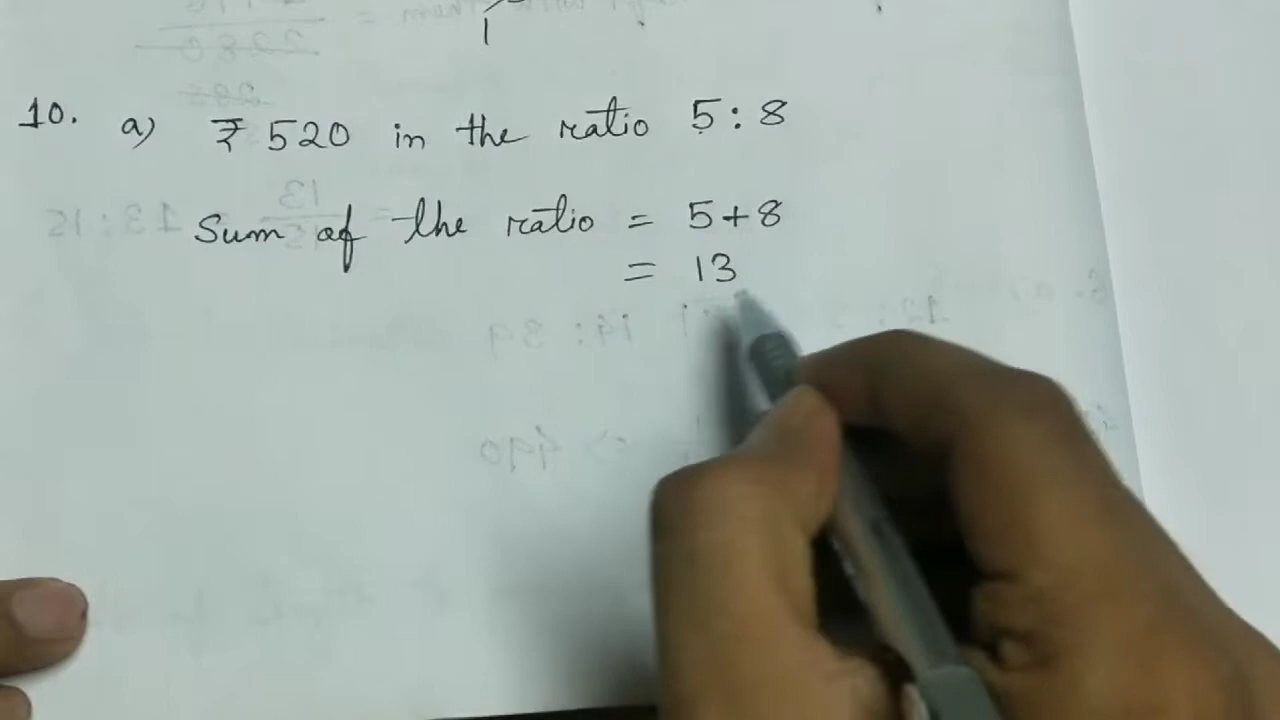 10. a) ₹ 520 in the ratio 5 : 8
Sum of the ratio = 5 + 8
= 13